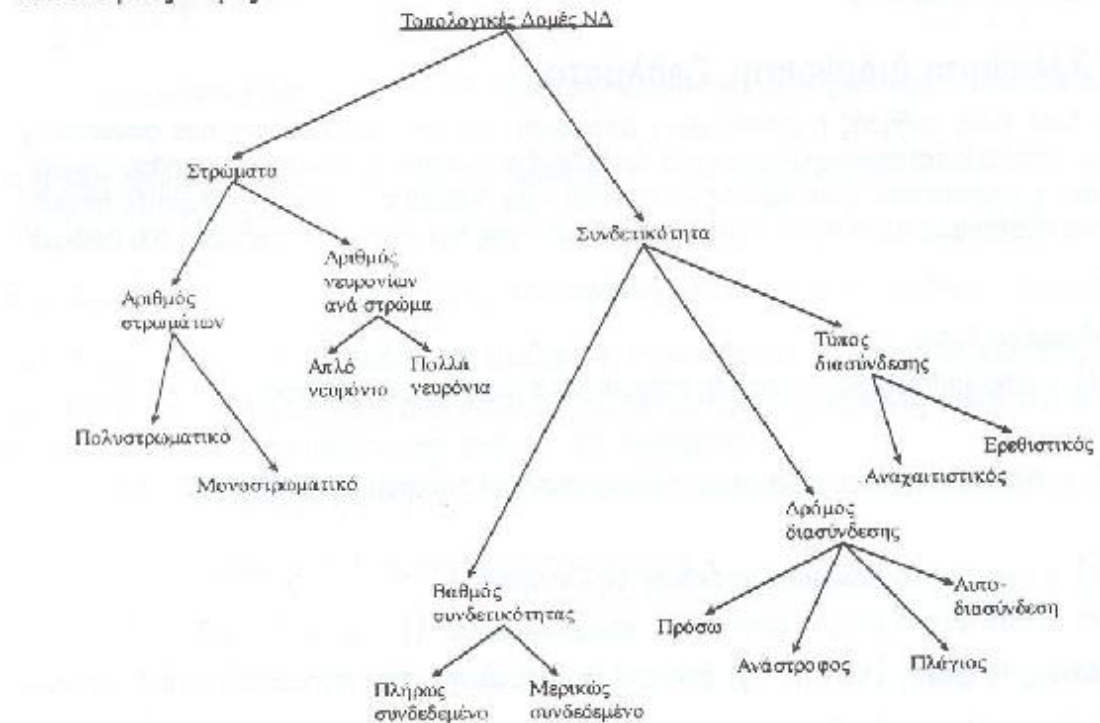 Τοπολογικές Δομές ΝΔ
Στρώματα
Συνδετικότητα
Αριθμός
νευρονίων
ανά στρώμα
Αριθμός
στρωμάτων
Τύπος
διασύνδεσης
Απλό
νευρόνιο
Πολλά
νευρόνια
Πολυστρωματικό
Ερεθιστικός
Αναχαιτιστικός
Μονοστρωματικό
Δρόμος
διασύνδεσης
Βαθμός
συνδετικότητας
Αυτο-
διασύνδεση
Πρόσω
Ανάστροφος
Πλάγιος
Πλήρως
συνδεδεμένο
Μερικώς
συνδεδεμένο